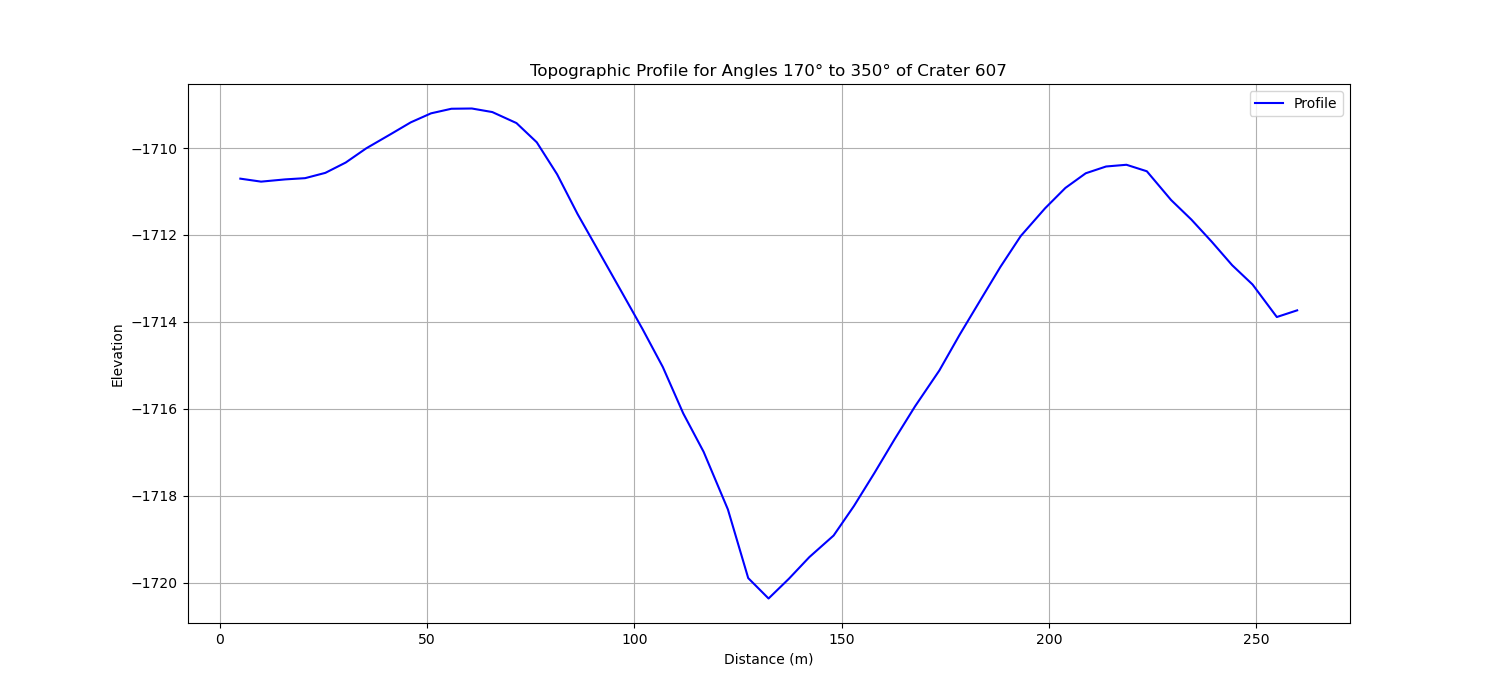 Topographic Profile for Angles 170° to 350° of Crater 607
Profile
−1710
−1712
−1714
−1716
−1718
−1720
Elevation
0 50 100 150 200 250
Distance (m)